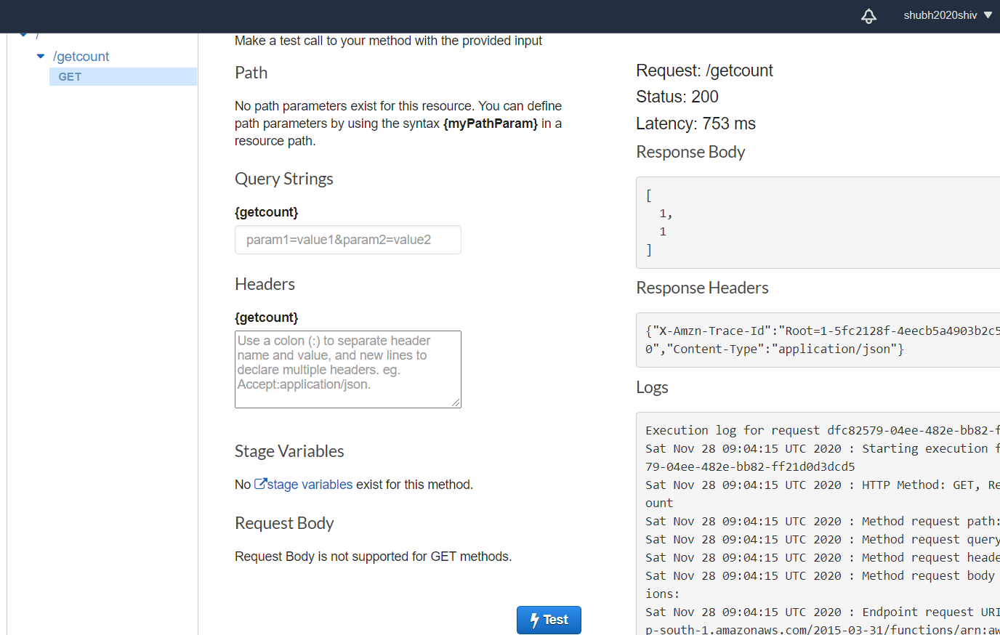 shubh2020shiv
/
/getcount
GET
Make a test call to your method with the provided input
Path
No path parameters exist for this resource. You can define
path parameters by using the syntax {myPathParam} in a
resource path.
Query Strings
{getcount}
param1=value1&param2=value2
Headers
{getcount}
Use a colon (:) to separate header
name and value, and new lines to
declare multiple headers. eg.
Accept:application/json.
Stage Variables
No stage variables exist for this method.
Request Body
Request Body is not supported for GET methods.
Test
Request: /getcount
Status: 200
Latency: 753 ms
Response Body
[
1,
1
]
Response Headers
{"X-Amzn-Trace-Id":"Root=1-5fc2128f-4eecb5a4903b2c5
0","Content-Type":"application/json"}
Logs
Execution log for request dfc82579-04ee-482e-bb82-f
Sat Nov 28 09:04:15 UTC 2020 : Starting execution f
79-04ee-482e-bb82-ff21d0d3dcd5
Sat Nov 28 09:04:15 UTC 2020 : HTTP Method: GET, Re
ount
Sat Nov 28 09:04:15 UTC 2020 : Method request path:
Sat Nov 28 09:04:15 UTC 2020 : Method request query
Sat Nov 28 09:04:15 UTC 2020 : Method request heade
Sat Nov 28 09:04:15 UTC 2020 : Method request body
ions:
Sat Nov 28 09:04:15 UTC 2020 : Endpoint request URI
p-south-1.amazonaws.com/2015-03-31/functions/arn:aw